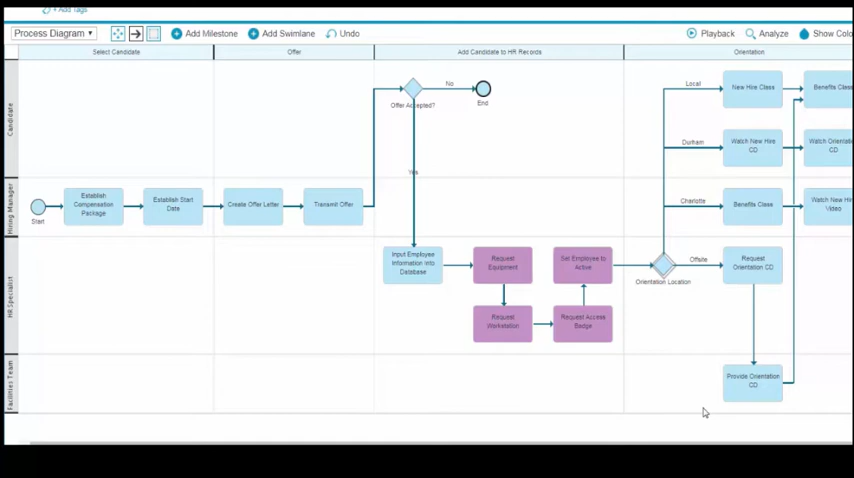 + Add Tags
Process Diagram
Add Milestone
Add Swimlane
Undo
Playback
Analyze
Show Colo
Select Candidate
Offer
Add Candidate to HR Records
Orientation
Candidate
Offer Accepted?
No
End
Yes
Local
New Hire Class
Benefits Class
Durham
Watch New Hire
CD
Watch Orientati
CD
Hiring Manager
Start
Establish
Compensation
Package
Establish Start
Date
Create Offer Letter
Transmit Offer
Charlotte
Benefits Class
Watch New Hire
Video
HR Specialist
Input Employee
Information Into
Database
Request
Equipment
Set Employee to
Active
Orientation Location
Offsite
Request
Orientation CD
Request
Workstation
Request Access
Badge
Facilities Team
Provide Orientation
CD